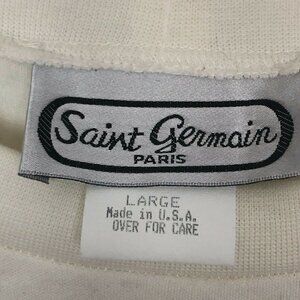 Saint Germain
PARIS
LARGE
Made in U.S.A.
OVER FOR CARE